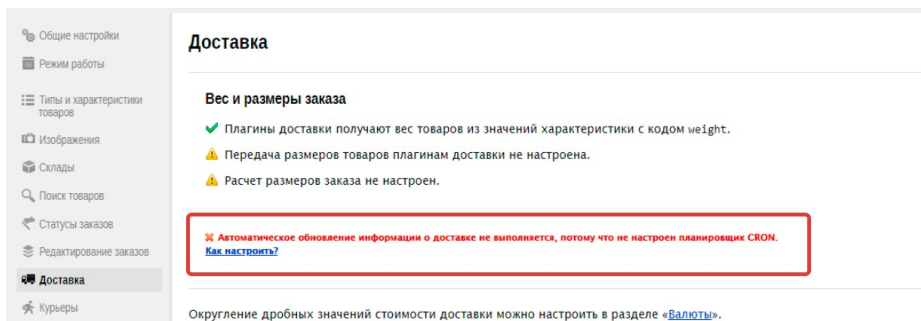 Общие настройки
Режим работы
Типы и характеристики
товаров
Изображения
Склады
Поиск товаров
Статусы заказов
Редактирование заказов
Доставка
Курьеры
Доставка
Вес и размеры заказа
Плагины доставки получают вес товаров из значений характеристики с кодом weight.
Передача размеров товаров плагинам доставки не настроена.
Расчет размеров заказа не настроен.
Автоматическое обновление информации о доставке не выполняется, потому что не настроен планировщик CRON.
Как настроить?
Округление дробных значений стоимости доставки можно настроить в разделе «Валюты».